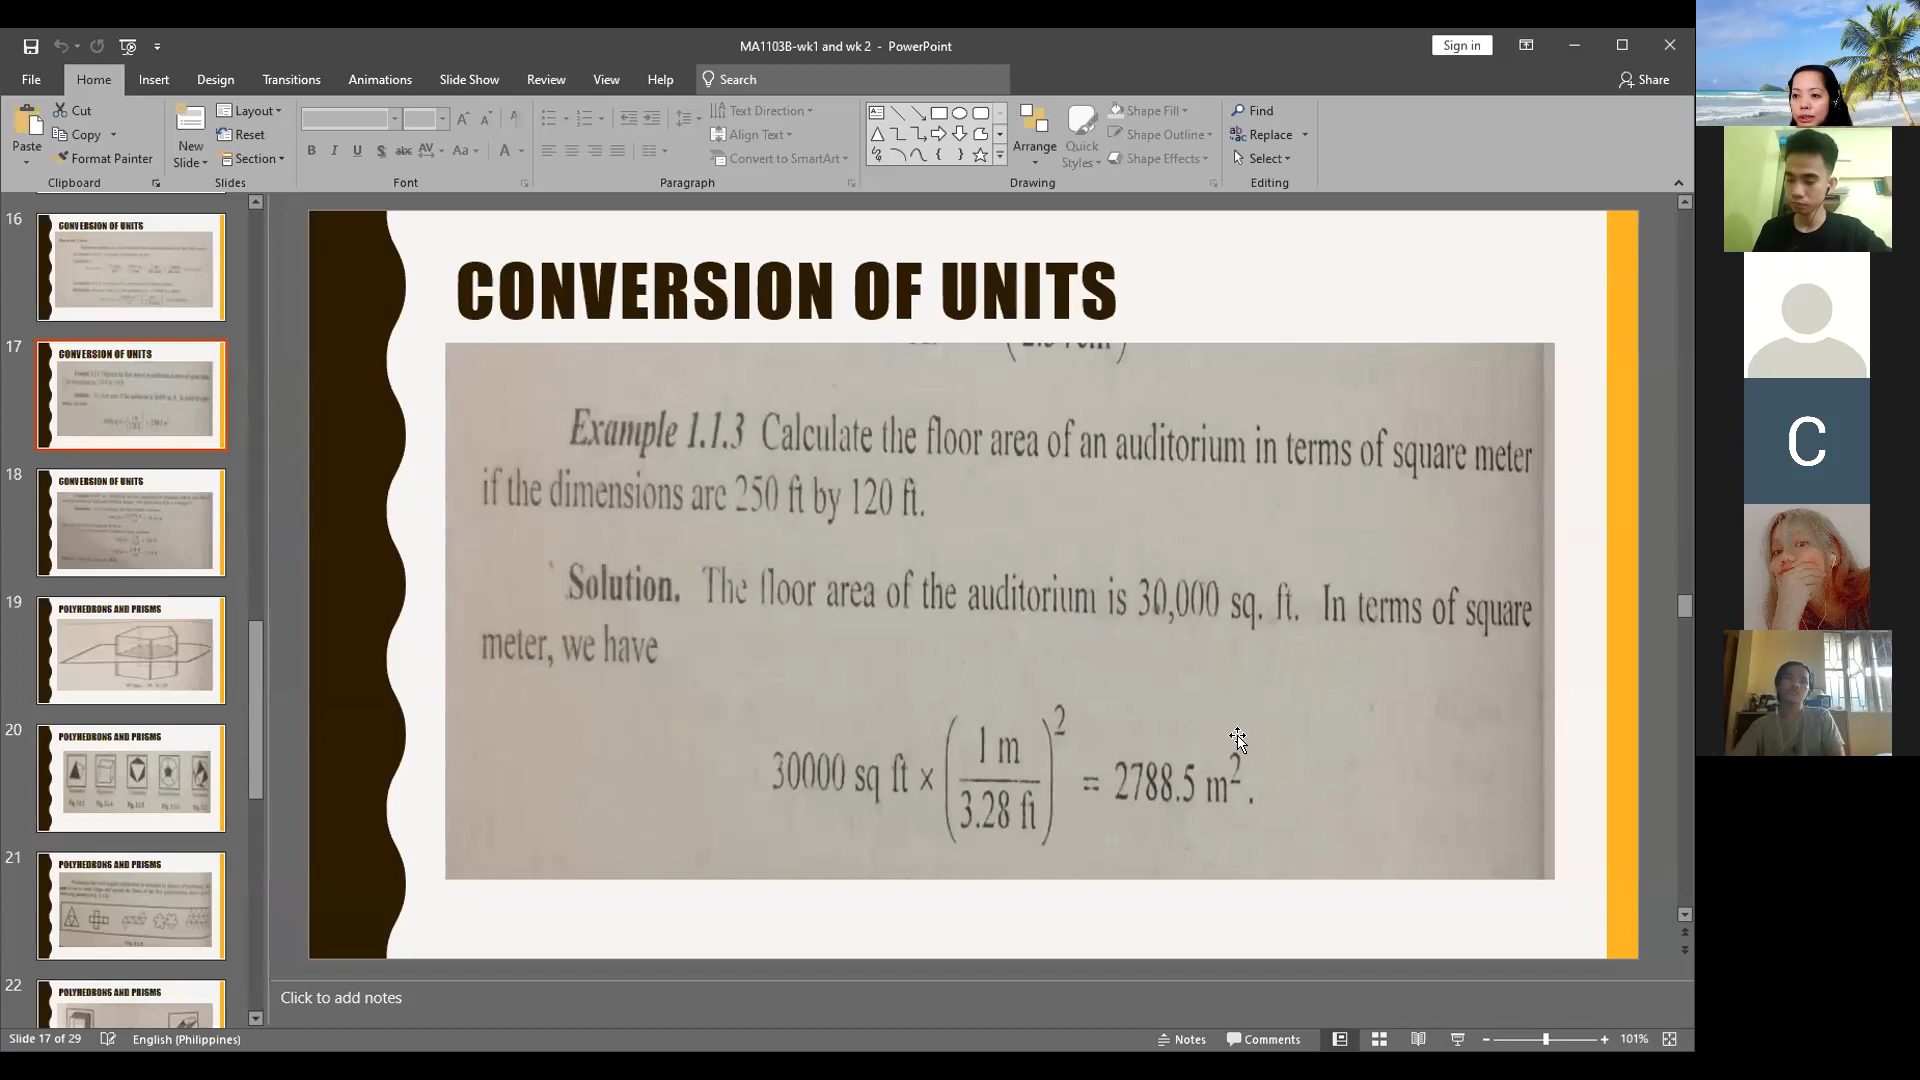 MA1103B-wk1 and wk 2 - PowerPoint
Sign in
File Home Insert Design Transitions Animations Slide Show Review View Help Search Share
Paste
Cut
Copy
Format Painter
Clipboard
New
Slide
Layout
Reset
Section
Slides
Font
Text Direction
Align Text
Convert to SmartArt
Paragraph
Arrange
Quick
Styles
Shape Fill
Shape Outline
Shape Effects
Drawing
Find
Replace
Select
Editing
16
CONVERSION OF UNITS
17
CONVERSION OF UNITS
18
CONVERSION OF UNITS
19
POLYHEDRONS AND PRISMS
20
POLYHEDRONS AND PRISMS
21
POLYHEDRONS AND PRISMS
22
POLYHEDRONS AND PRISMS
CONVERSION OF UNITS
Example 1.1.3 Calculate the floor area of an auditorium in terms of square meter
if the dimensions are 250 ft by 120 ft.
Solution. The floor area of the auditorium is 30,000 sq. ft. In terms of square
meter, we have
30000 sq ft × (1 m / 3.28 ft)² = 2788.5 m².
C
Click to add notes
Slide 17 of 29 English (Philippines) Notes Comments 101%